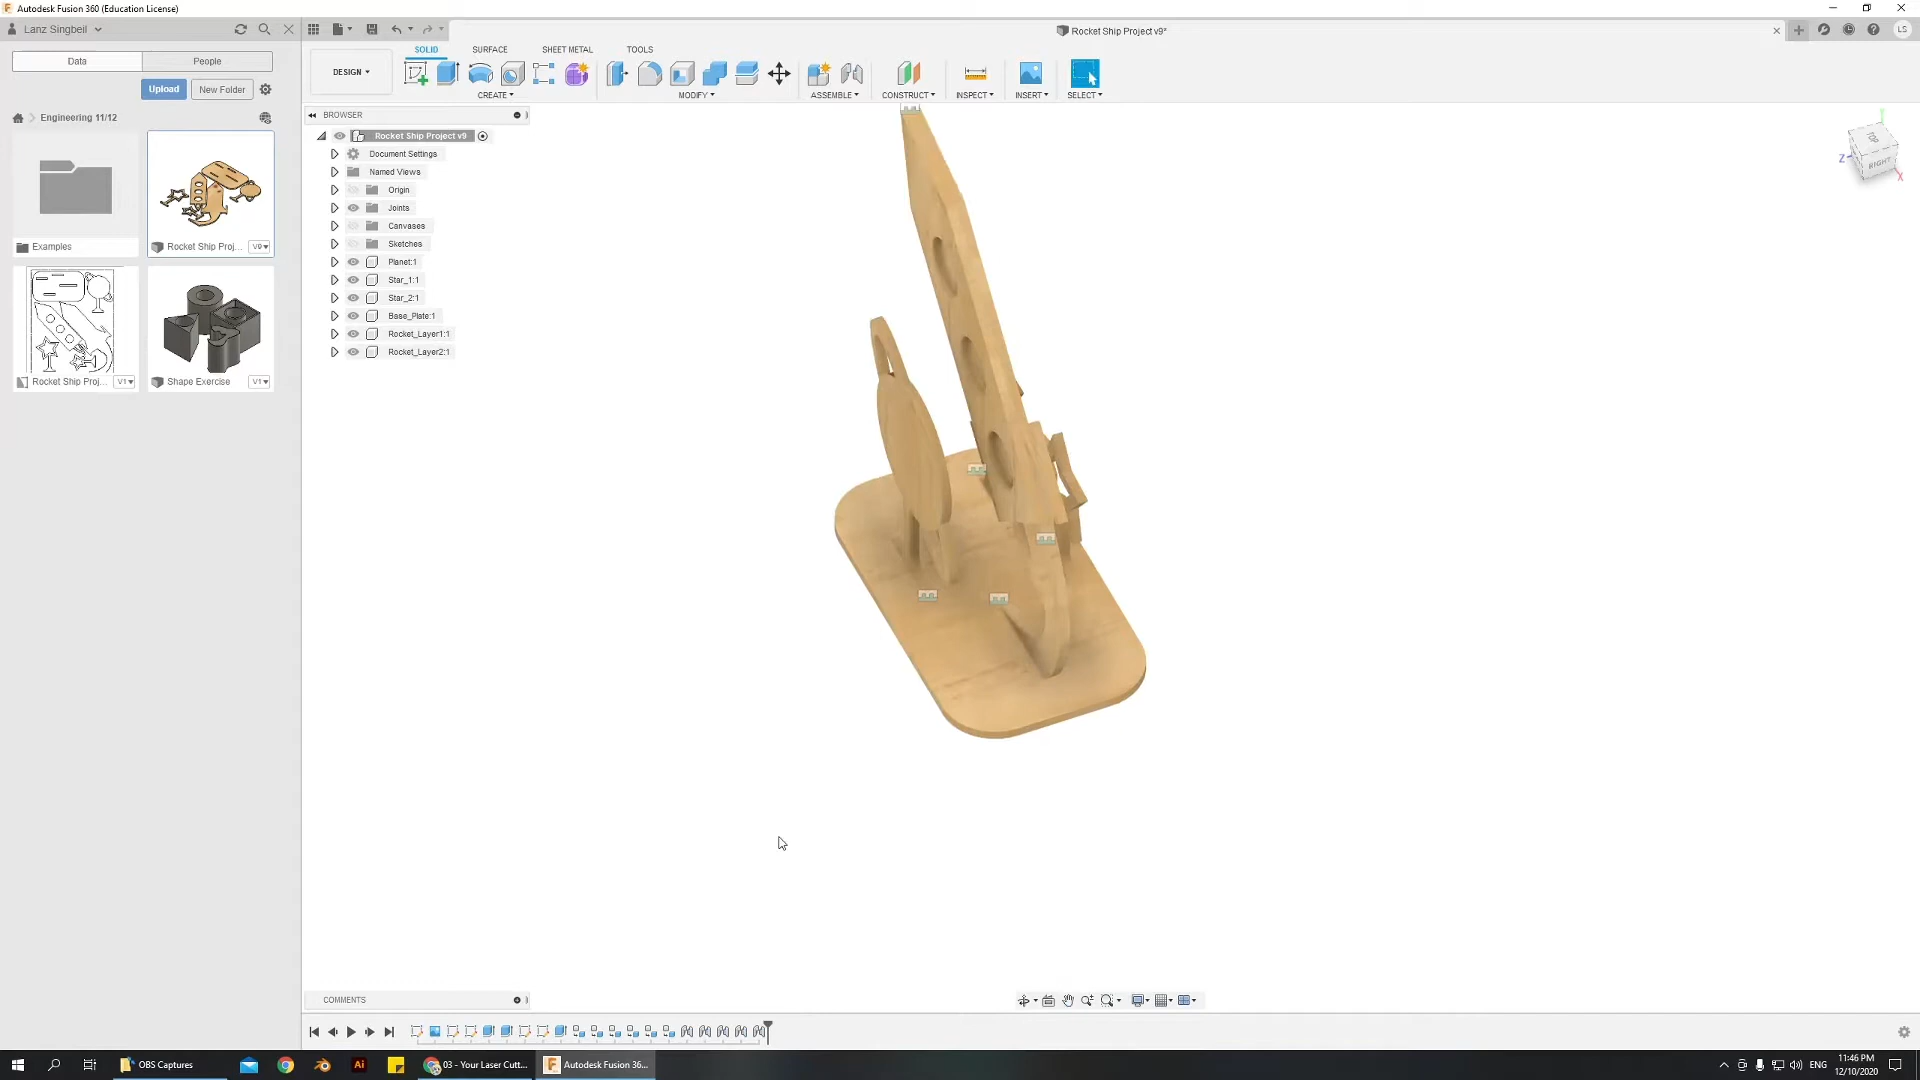 Autodesk Fusion 360 (Education License)
Lanz Singbeil
Rocket Ship Project v9*
LS
Data
People
Upload
New Folder
Engineering 11/12
Examples
Rocket Ship Proj...
V9
Rocket Ship Proj...
V1
Shape Exercise
V1
DESIGN
SOLID
SURFACE
SHEET METAL
TOOLS
CREATE
MODIFY
ASSEMBLE
CONSTRUCT
INSPECT
INSERT
SELECT
BROWSER
Rocket Ship Project v9
Document Settings
Named Views
Origin
Joints
Canvases
Sketches
Planet:1
Star_1:1
Star_2:1
Base_Plate:1
Rocket_Layer1:1
Rocket_Layer2:1
TOP
RIGHT
Z
X
COMMENTS
OBS Captures
Ai
03 - Your Laser Cutt...
Autodesk Fusion 36...
ENG
11:46 PM
12/10/2020